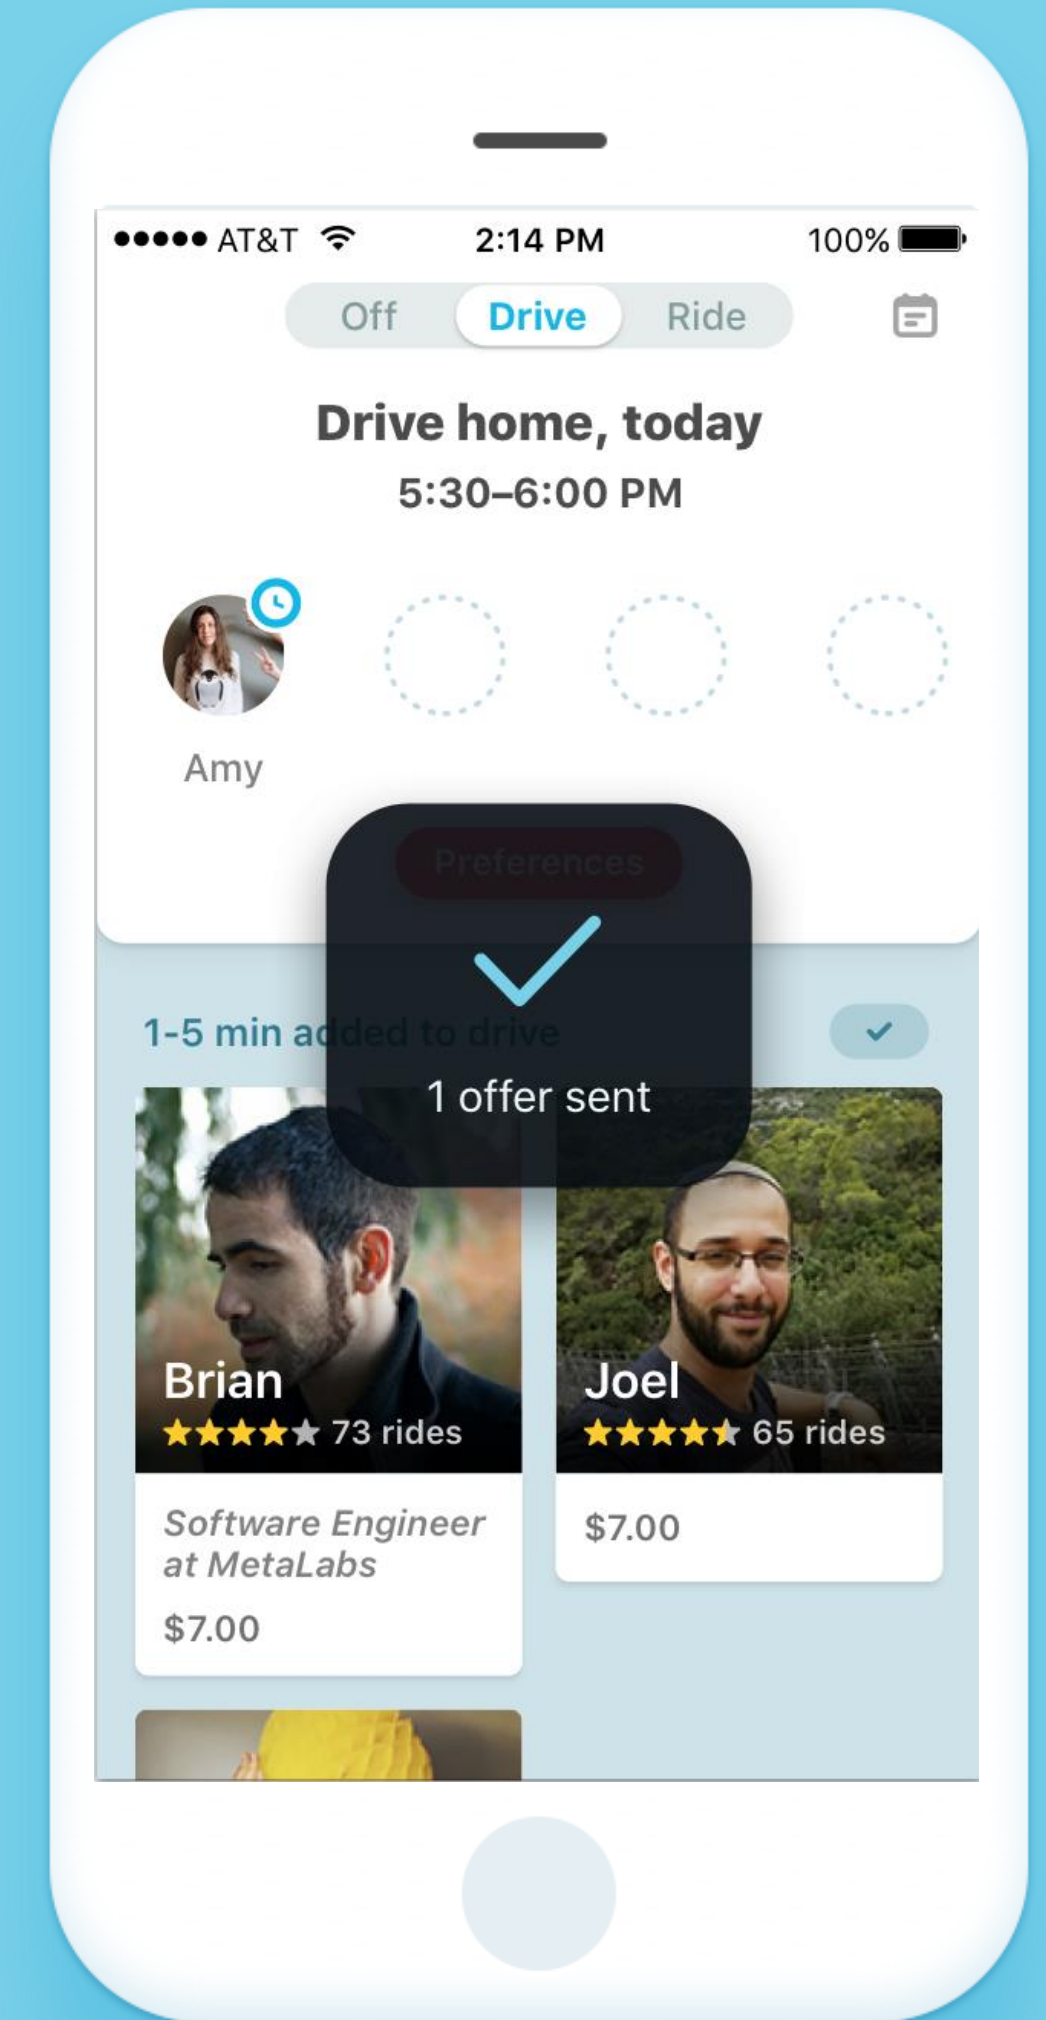 AT&T 2:14 PM 100%
Off Drive Ride
Drive home, today
5:30–6:00 PM
Amy
Preferences
1-5 min added to drive
1 offer sent
Brian
73 rides
Software Engineer
at MetaLabs
$7.00
Joel
65 rides
$7.00